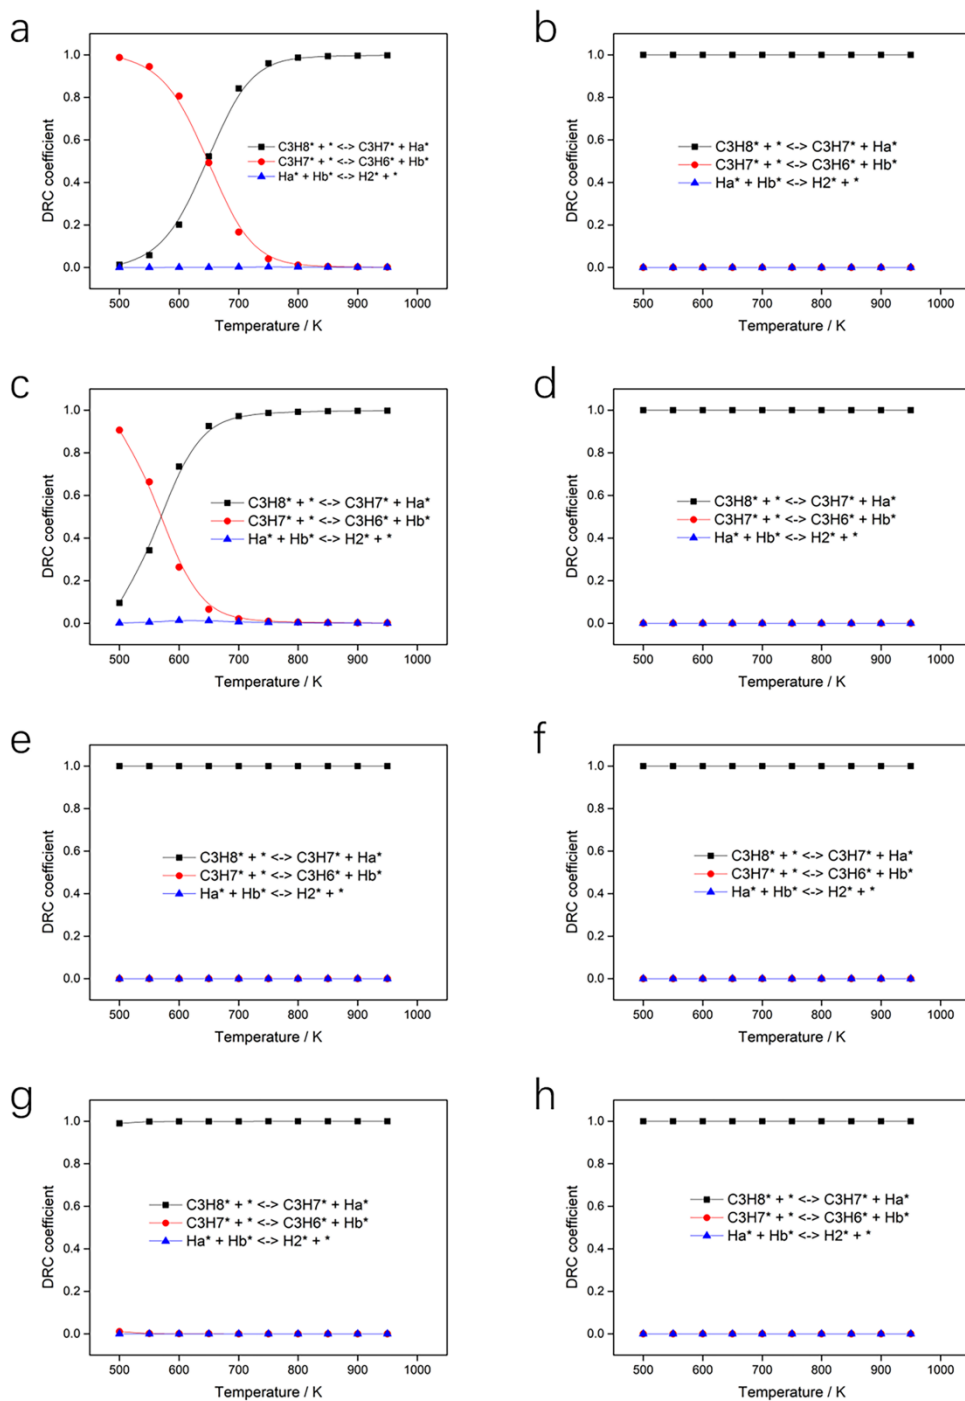 a
1.0
0.8
0.6
0.4
0.2
0.0
DRC coefficient
C3H8* + * <-> C3H7* + Ha*
C3H7* + * <-> C3H6* + Hb*
Ha* + Hb* <-> H2* + *
500 600 700 800 900 1000
Temperature / K
b
1.0
0.8
0.6
0.4
0.2
0.0
DRC coefficient
C3H8* + * <-> C3H7* + Ha*
C3H7* + * <-> C3H6* + Hb*
Ha* + Hb* <-> H2* + *
500 600 700 800 900 1000
Temperature / K
c
1.0
0.8
0.6
0.4
0.2
0.0
DRC coefficient
C3H8* + * <-> C3H7* + Ha*
C3H7* + * <-> C3H6* + Hb*
Ha* + Hb* <-> H2* + *
500 600 700 800 900 1000
Temperature / K
d
1.0
0.8
0.6
0.4
0.2
0.0
DRC coefficient
C3H8* + * <-> C3H7* + Ha*
C3H7* + * <-> C3H6* + Hb*
Ha* + Hb* <-> H2* + *
500 600 700 800 900 1000
Temperature / K
e
1.0
0.8
0.6
0.4
0.2
0.0
DRC coefficient
C3H8* + * <-> C3H7* + Ha*
C3H7* + * <-> C3H6* + Hb*
Ha* + Hb* <-> H2* + *
500 600 700 800 900 1000
Temperature / K
f
1.0
0.8
0.6
0.4
0.2
0.0
DRC coefficient
C3H8* + * <-> C3H7* + Ha*
C3H7* + * <-> C3H6* + Hb*
Ha* + Hb* <-> H2* + *
500 600 700 800 900 1000
Temperature / K
g
1.0
0.8
0.6
0.4
0.2
0.0
DRC coefficient
C3H8* + * <-> C3H7* + Ha*
C3H7* + * <-> C3H6* + Hb*
Ha* + Hb* <-> H2* + *
500 600 700 800 900 1000
Temperature / K
h
1.0
0.8
0.6
0.4
0.2
0.0
DRC coefficient
C3H8* + * <-> C3H7* + Ha*
C3H7* + * <-> C3H6* + Hb*
Ha* + Hb* <-> H2* + *
500 600 700 800 900 1000
Temperature / K